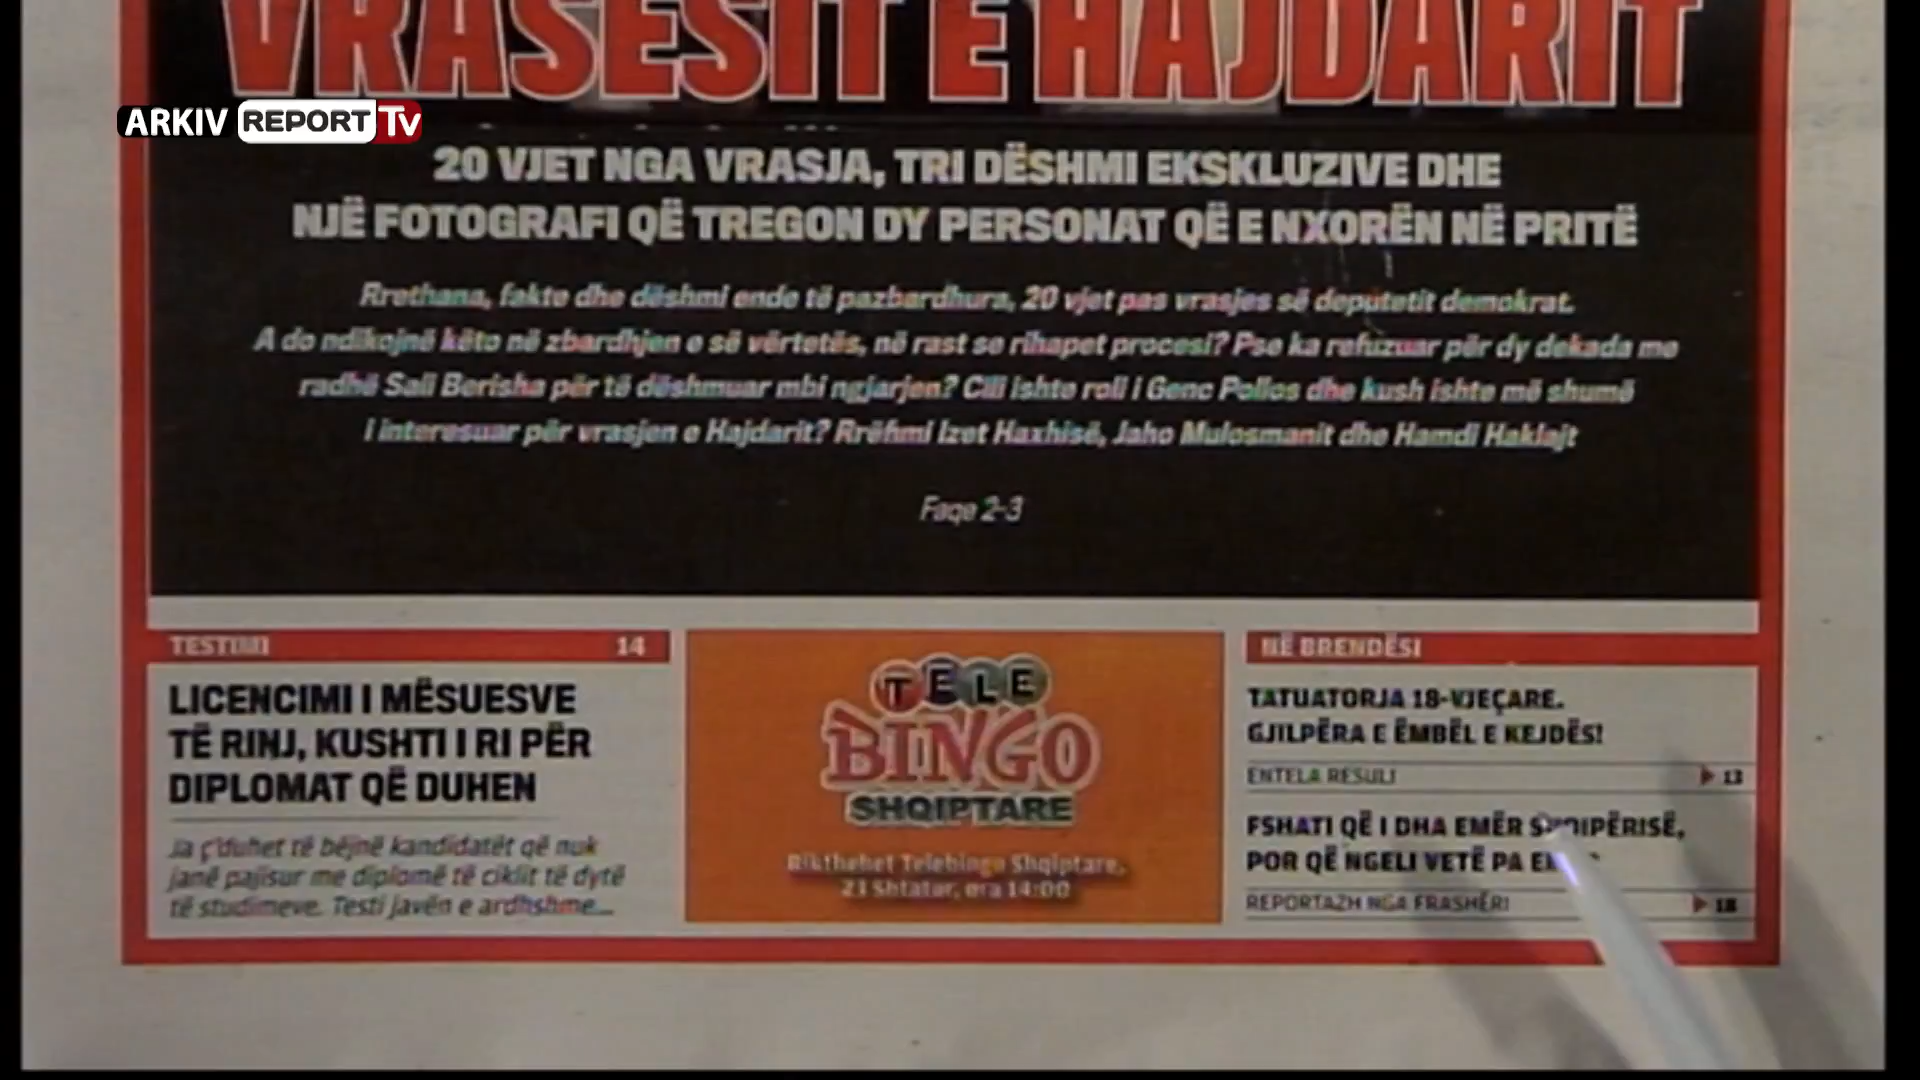 VRASËSIT E HAJDARIT
ARKIV REPORT Tv
20 VJET NGA VRASJA, TRI DËSHMI EKSKLUZIVE DHE
NJË FOTOGRAFI QË TREGON DY PERSONAT QË E NXORËN NË PRITË
Rrethana, fakte dhe dëshmi ende të pazbardhura, 20 vjet pas vrasjes së deputetit demokrat.
A do ndikojnë këto në zbardhjen e së vërtetës, në rast se rihapet procesi? Pse ka refuzuar për dy dekada me
radhë Sali Berisha për të dëshmuar mbi ngjarjen? Cili ishte roli i Genc Pollos dhe kush ishte më shumë
i interesuar për vrasjen e Hajdarit? Rrëfimi Izet Haxhisë, Jaho Mulosmanit dhe Hamdi Haklajt
Faqe 2-3
TESTIMI 14
LICENCIMI I MËSUESVE
TË RINJ, KUSHTI I RI PËR
DIPLOMAT QË DUHEN
Ja ç'duhet të bëjnë kandidatët që nuk
janë pajisur me diplomë të ciklit të dytë
të studimeve. Testi javën e ardhshme...
TELE
BINGO
SHQIPTARE
Rikthehet Telebingo Shqiptare,
23 Shtator, ora 14:00
NË BRENDËSI
TATUATORJA 18-VJEÇARE.
GJILPËRA E ËMBËL E KEJDËS!
ENTELA RESULI 13
FSHATI QË I DHA EMËR SHQIPËRISË,
POR QË NGELI VETË PA
REPORTAZH NGA FRASHËRI 18